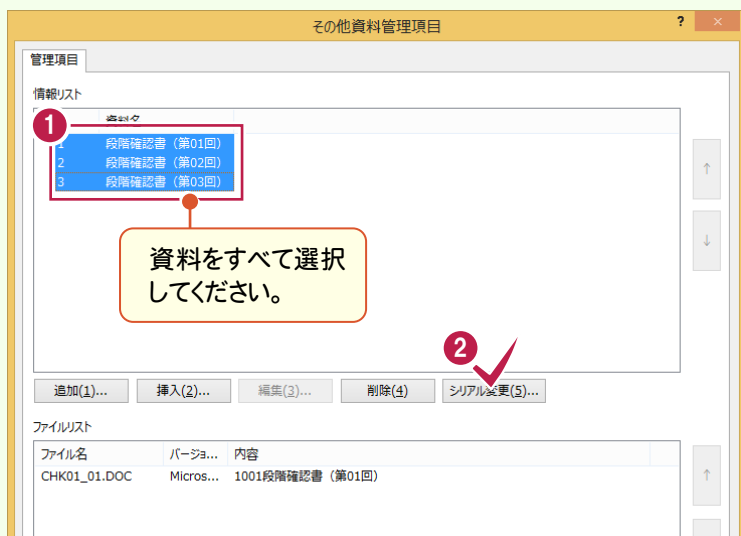 その他資料管理項目
?
×
管理項目
情報リスト
資料名
1
1 段階確認書（第01回）
2 段階確認書（第02回）
3 段階確認書（第03回）
↑
↓
資料をすべて選択
してください。
2
追加(1)... 挿入(2)... 編集(3)... 削除(4) シリアル変更(5)...
ファイルリスト
ファイル名 バージョ... 内容
CHK01_01.DOC Micros... 1001段階確認書（第01回）
↑